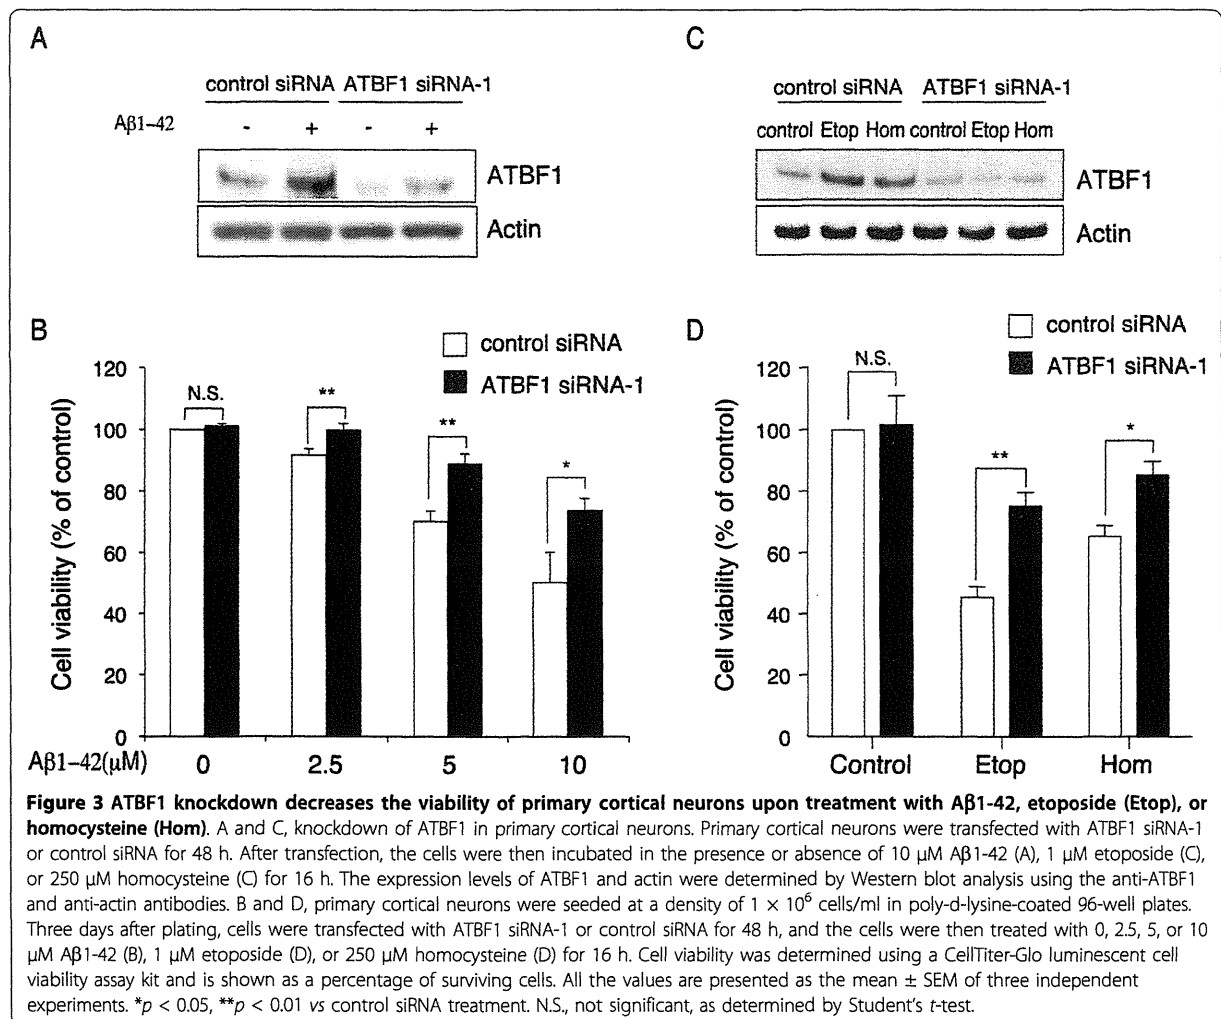 A
control siRNA ATBF1 siRNA-1
Aβ1–42 - + - +
ATBF1
Actin
C
control siRNA ATBF1 siRNA-1
control Etop Hom control Etop Hom
ATBF1
Actin
B
control siRNA
ATBF1 siRNA-1
Cell viability (% of control)
120
100
80
60
40
20
0
N.S.
**
**
*
Aβ1–42(μM) 0 2.5 5 10
D
control siRNA
ATBF1 siRNA-1
Cell viability (% of control)
120
100
80
60
40
20
0
N.S.
**
*
Control Etop Hom
Figure 3 ATBF1 knockdown decreases the viability of primary cortical neurons upon treatment with Aβ1-42, etoposide (Etop), or
homocysteine (Hom). A and C, knockdown of ATBF1 in primary cortical neurons. Primary cortical neurons were transfected with ATBF1 siRNA-1
or control siRNA for 48 h. After transfection, the cells were then incubated in the presence or absence of 10 μM Aβ1-42 (A), 1 μM etoposide (C),
or 250 μM homocysteine (C) for 16 h. The expression levels of ATBF1 and actin were determined by Western blot analysis using the anti-ATBF1
and anti-actin antibodies. B and D, primary cortical neurons were seeded at a density of 1 × 10⁶ cells/ml in poly-d-lysine-coated 96-well plates.
Three days after plating, cells were transfected with ATBF1 siRNA-1 or control siRNA for 48 h, and the cells were then treated with 0, 2.5, 5, or 10
μM Aβ1-42 (B), 1 μM etoposide (D), or 250 μM homocysteine (D) for 16 h. Cell viability was determined using a CellTiter-Glo luminescent cell
viability assay kit and is shown as a percentage of surviving cells. All the values are presented as the mean ± SEM of three independent
experiments. *p < 0.05, **p < 0.01 vs control siRNA treatment. N.S., not significant, as determined by Student's t-test.